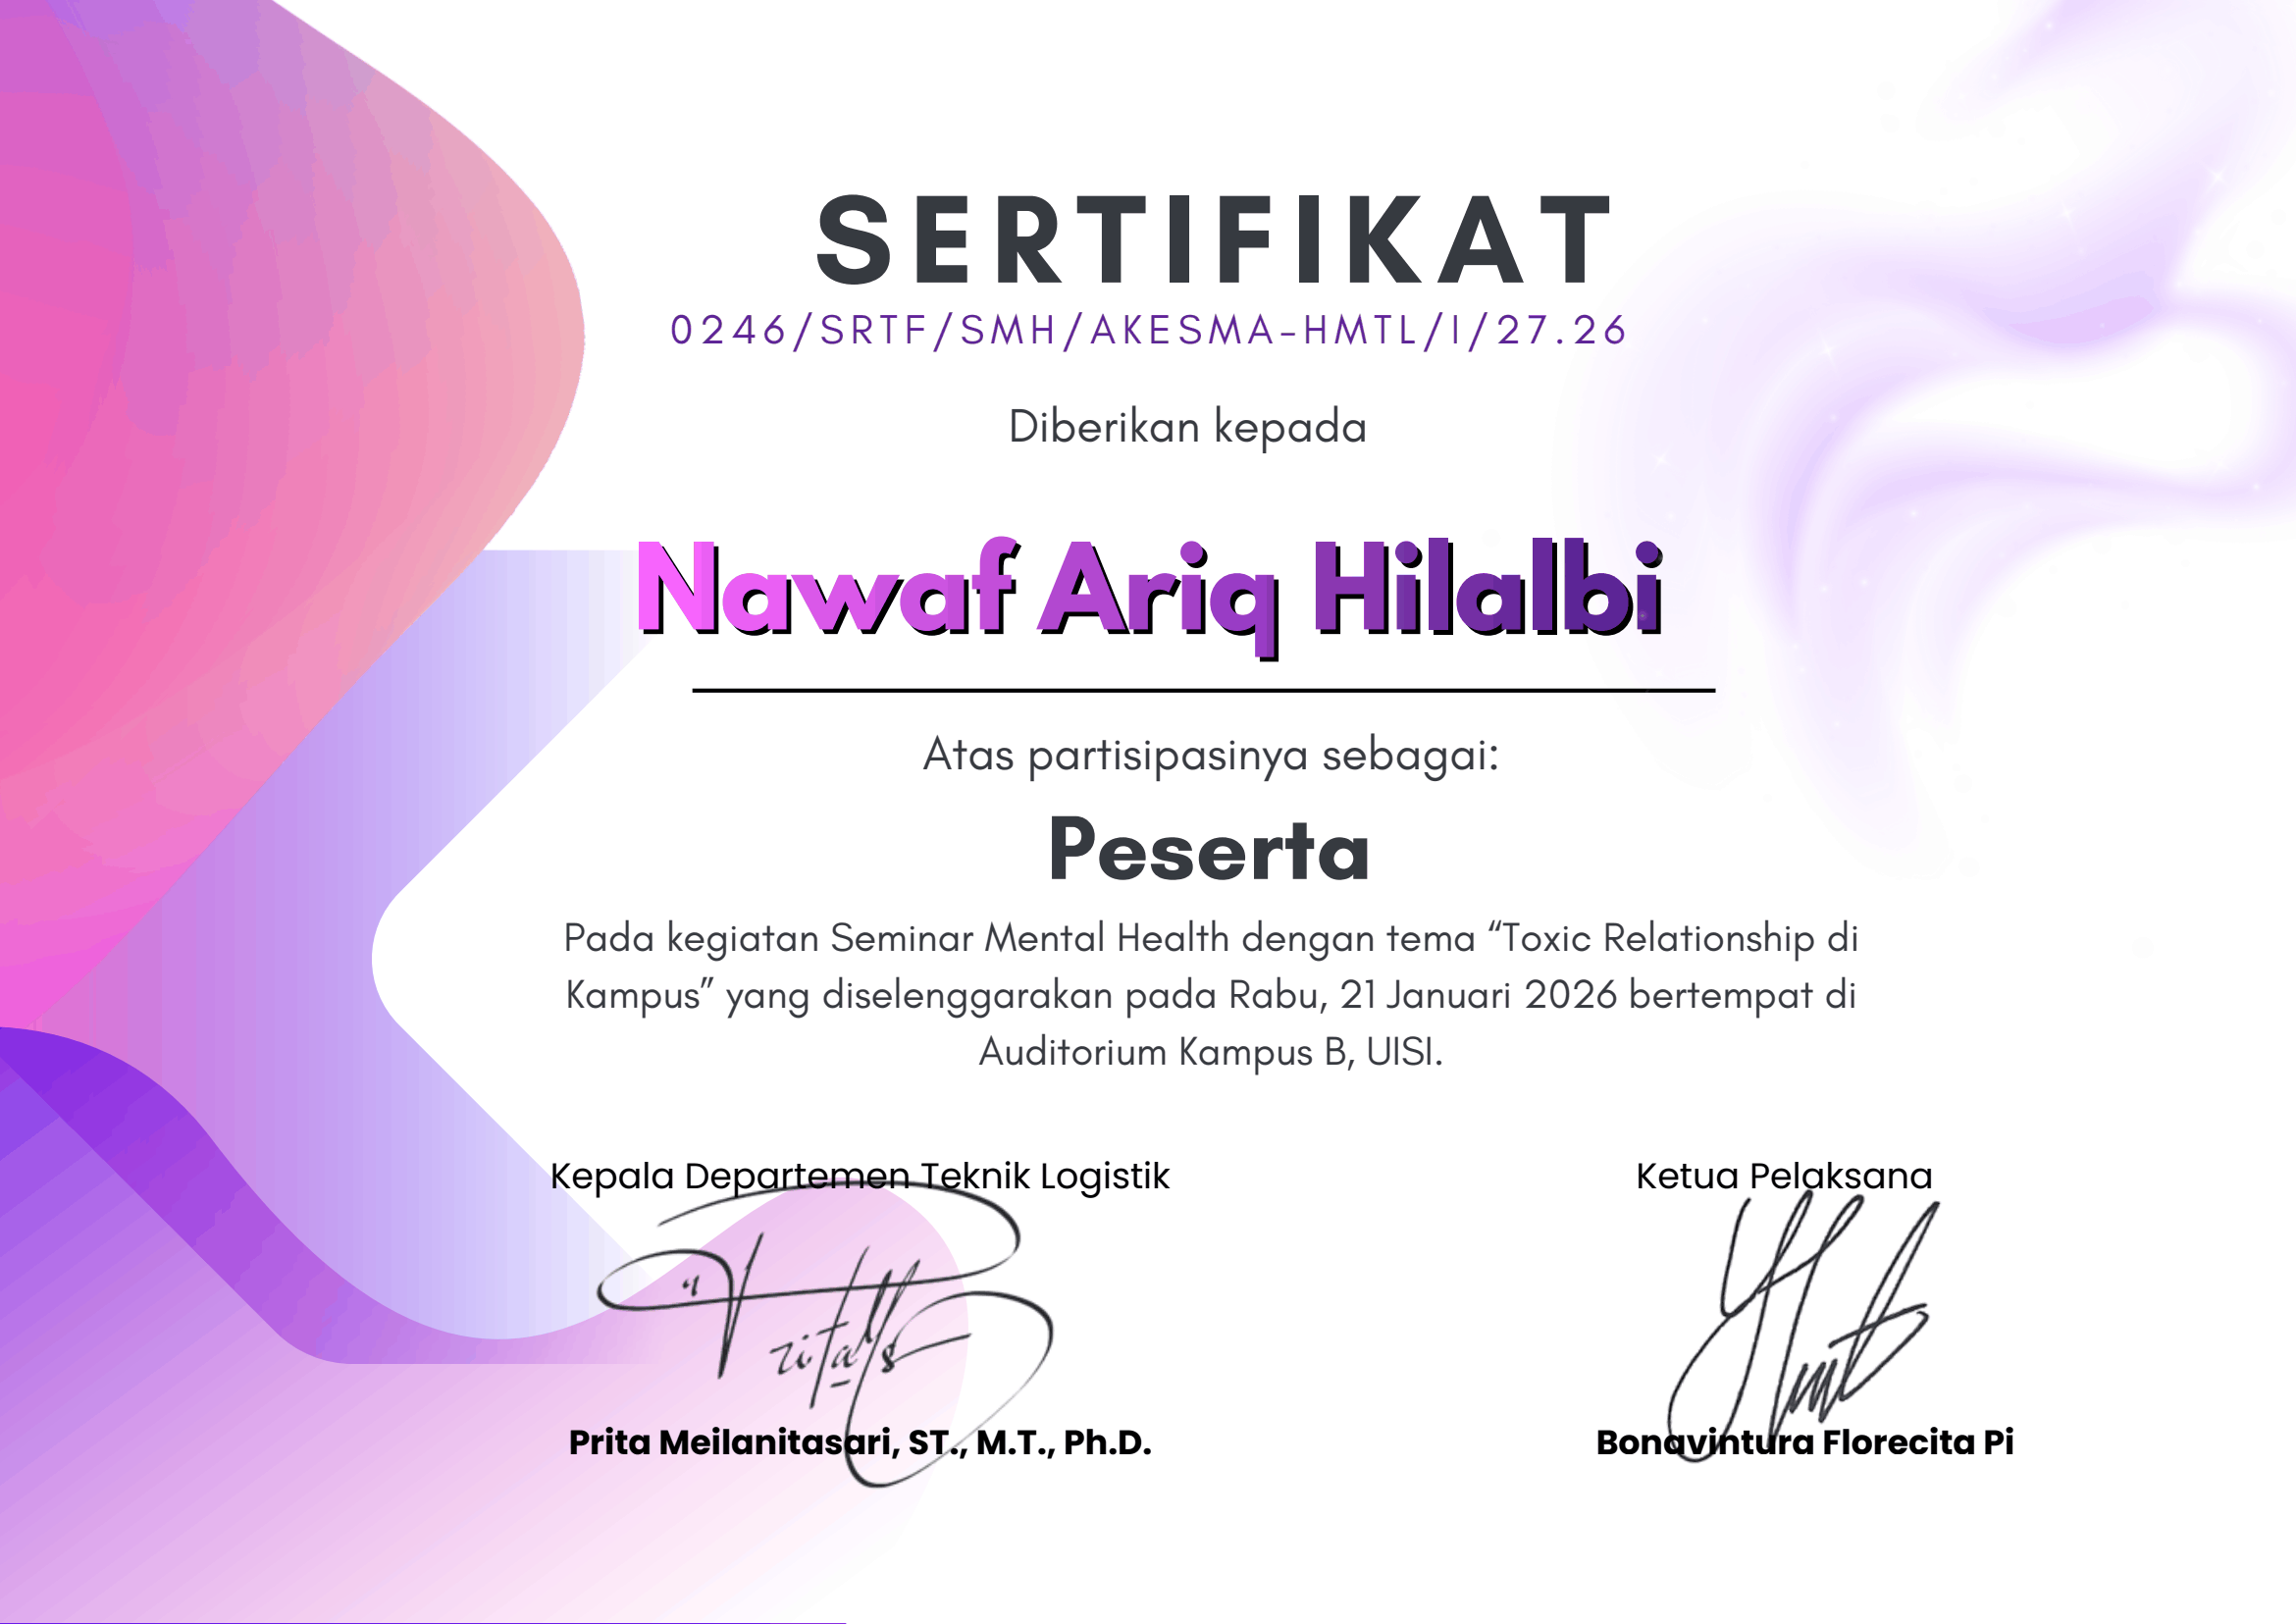 SERTIFIKAT
0246/SRTF/SMH/AKESMA-HMTL/I/27.26
Diberikan kepada
Nawaf Ariq Hilalbi
Atas partisipasinya sebagai:
Peserta
Pada kegiatan Seminar Mental Health dengan tema “Toxic Relationship di
Kampus” yang diselenggarakan pada Rabu, 21 Januari 2026 bertempat di
Auditorium Kampus B, UISI.
Kepala Departemen Teknik Logistik
Ketua Pelaksana
Prita Meilanitasari, ST., M.T., Ph.D.
Bonavintura Florecita Pi